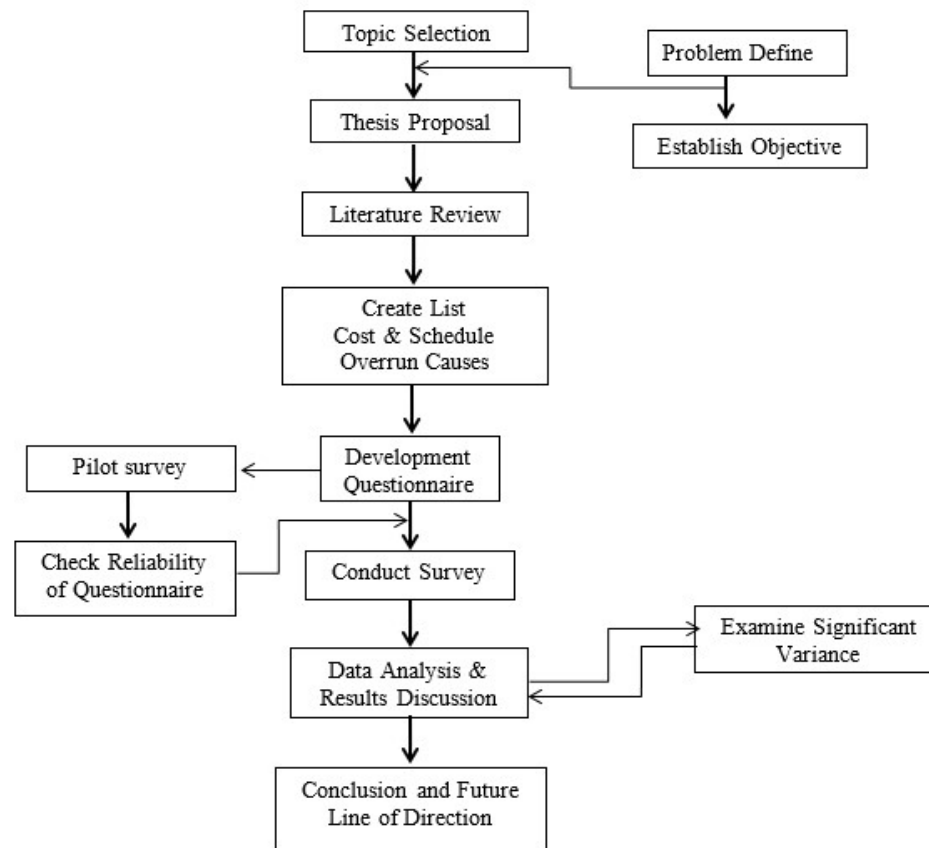 Topic Selection
Problem Define
Thesis Proposal
Establish Objective
Literature Review
Create List
Cost & Schedule
Overrun Causes
Pilot survey
Development
Questionnaire
Check Reliability
of Questionnaire
Conduct Survey
Examine Significant
Variance
Data Analysis &
Results Discussion
Conclusion and Future
Line of Direction